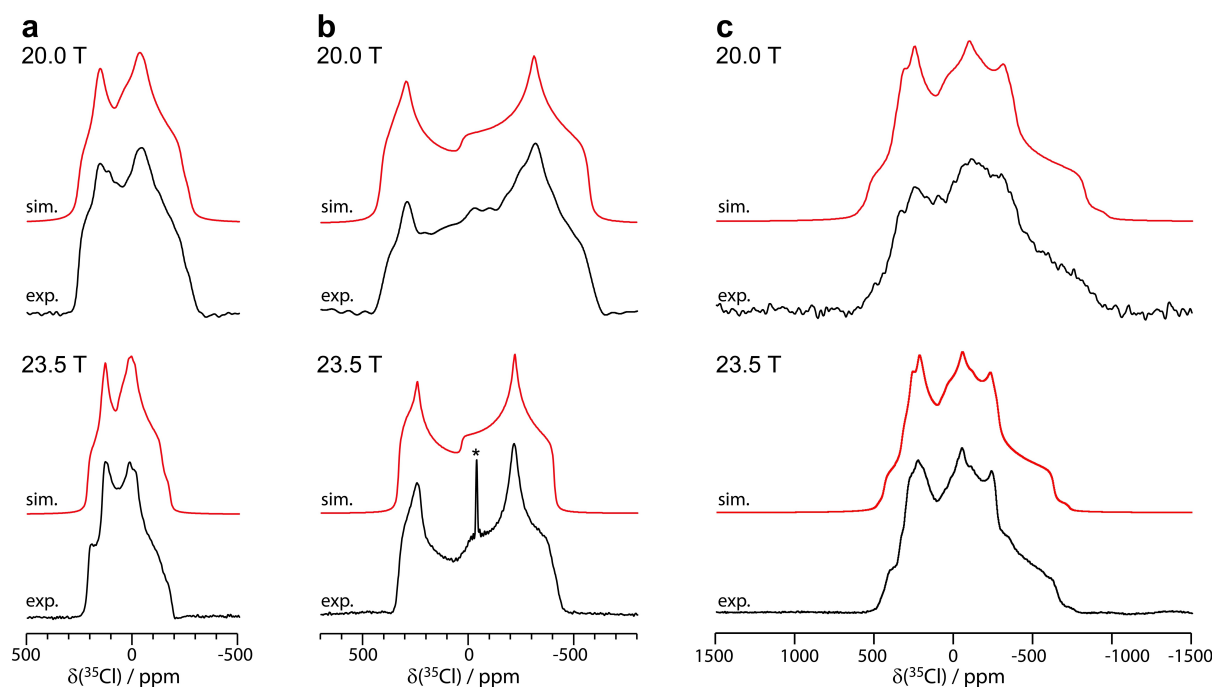 a
b
c
20.0 T
20.0 T
20.0 T
sim.
sim.
sim.
exp.
exp.
exp.
23.5 T
23.5 T
23.5 T
*
sim.
sim.
sim.
exp.
exp.
exp.
500 0 -500
500 0 -500
1500 1000 500 0 -500 -1000 -1500
δ(³⁵Cl) / ppm
δ(³⁵Cl) / ppm
δ(³⁵Cl) / ppm